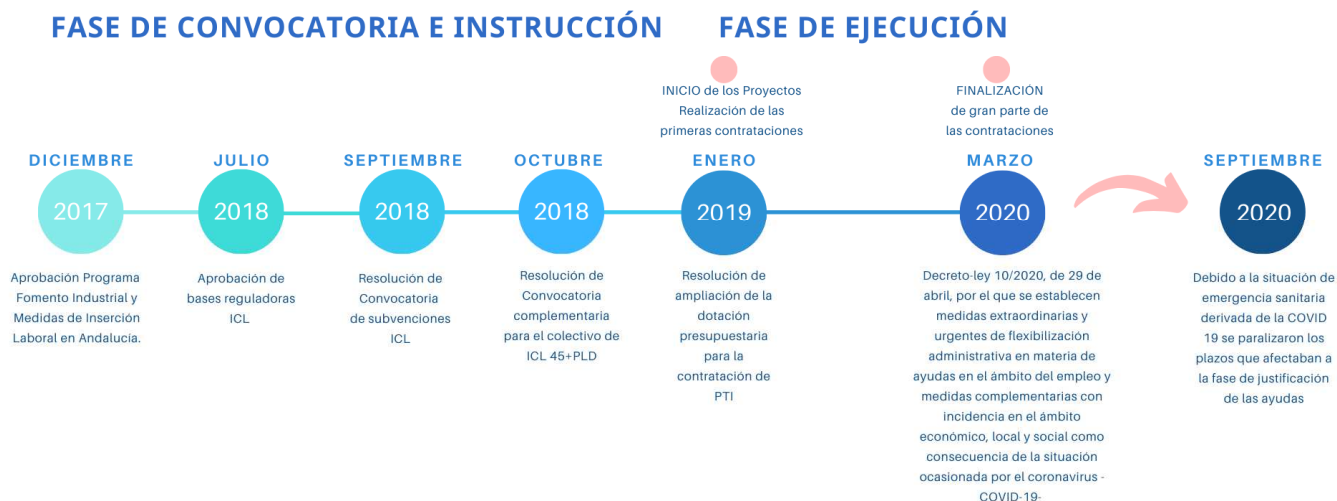 FASE DE CONVOCATORIA E INSTRUCCIÓN
FASE DE EJECUCIÓN
INICIO de los Proyectos
Realización de las
primeras contrataciones
FINALIZACIÓN
de gran parte de
las contrataciones
DICIEMBRE
2017
Aprobación Programa
Fomento Industrial y
Medidas de Inserción
Laboral en Andalucía.
JULIO
2018
Aprobación de
bases reguladoras
ICL
SEPTIEMBRE
2018
Resolución de
Convocatoria
de subvenciones
ICL
OCTUBRE
2018
Resolución de
Convocatoria
complementaria
para el colectivo de
ICL 45+PLD
ENERO
2019
Resolución de
ampliación de la
dotación
presupuestaria
para la
contratación de
PTI
MARZO
2020
Decreto-ley 10/2020, de 29 de
abril, por el que se establecen
medidas extraordinarias y
urgentes de flexibilización
administrativa en materia de
ayudas en el ámbito del empleo y
medidas complementarias con
incidencia en el ámbito
económico, local y social como
consecuencia de la situación
ocasionada por el coronavirus -
COVID-19-
SEPTIEMBRE
2020
Debido a la situación de
emergencia sanitaria
derivada de la COVID
19 se paralizaron los
plazos que afectaban a
la fase de justificación
de las ayudas